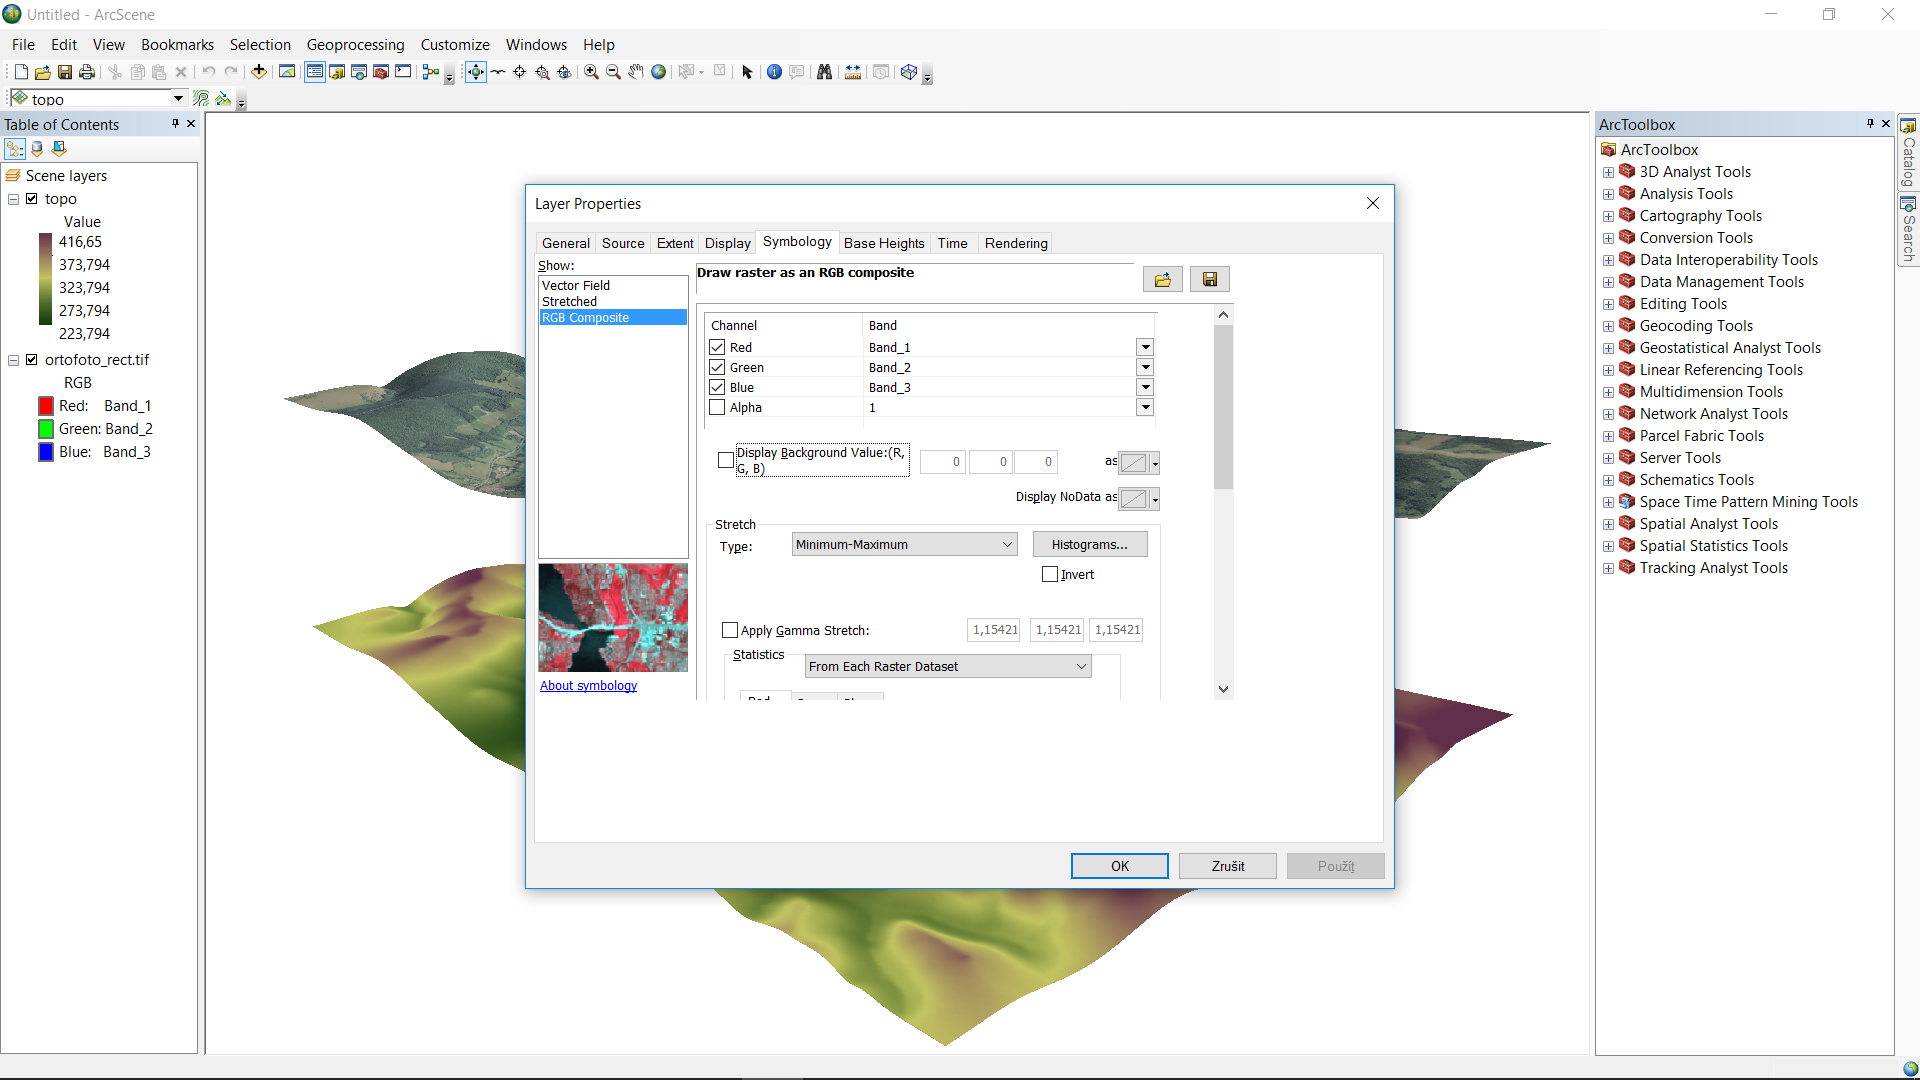 Untitled - ArcScene
File Edit View Bookmarks Selection Geoprocessing Customize Windows Help
topo
Table of Contents
Scene layers
topo
Value
416,65
373,794
323,794
273,794
223,794
ortofoto_rect.tif
RGB
Red: Band_1
Green: Band_2
Blue: Band_3
Layer Properties
General Source Extent Display Symbology Base Heights Time Rendering
Show:
Vector Field
Stretched
RGB Composite
About symbology
Draw raster as an RGB composite
Channel Band
Red Band_1
Green Band_2
Blue Band_3
Alpha 1
Display Background Value:(R,
G, B)
0 0 0 as
Display NoData as
Stretch
Type: Minimum-Maximum Histograms...
Invert
Apply Gamma Stretch: 1,15421 1,15421 1,15421
Statistics
From Each Raster Dataset
OK Zrušit Použít
ArcToolbox
ArcToolbox
3D Analyst Tools
Analysis Tools
Cartography Tools
Conversion Tools
Data Interoperability Tools
Data Management Tools
Editing Tools
Geocoding Tools
Geostatistical Analyst Tools
Linear Referencing Tools
Multidimension Tools
Network Analyst Tools
Parcel Fabric Tools
Server Tools
Schematics Tools
Space Time Pattern Mining Tools
Spatial Analyst Tools
Spatial Statistics Tools
Tracking Analyst Tools
Catalog
Search